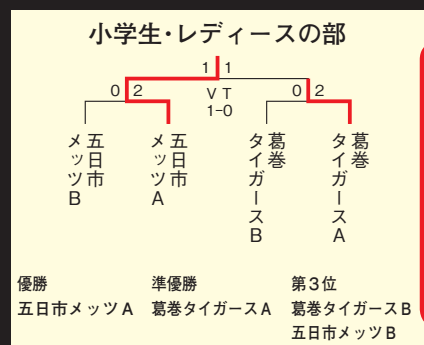 小学生・レディースの部
1 1
0 2
VT
1-0
0 2
五日市
メッツB
五日市
メッツA
葛巻
タイガースB
葛巻
タイガースA
優勝
五日市メッツA
準優勝
葛巻タイガースA
第3位
葛巻タイガースB
五日市メッツB